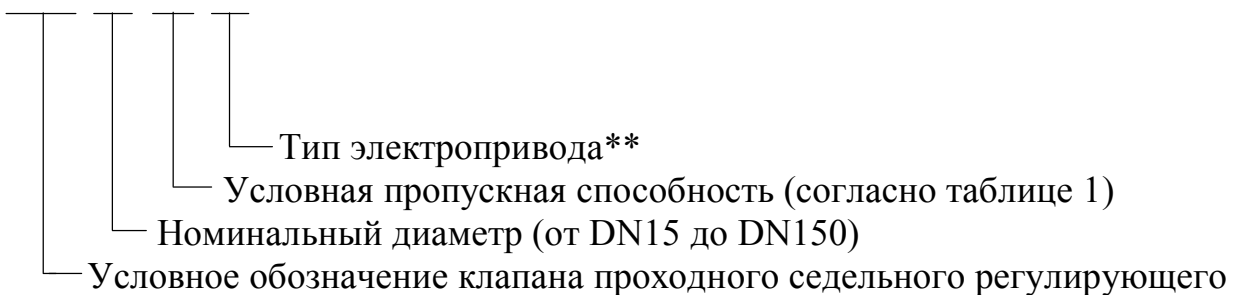 Тип электропривода**
Условная пропускная способность (согласно таблице 1)
Номинальный диаметр (от DN15 до DN150)
Условное обозначение клапана проходного седельного регулирующего